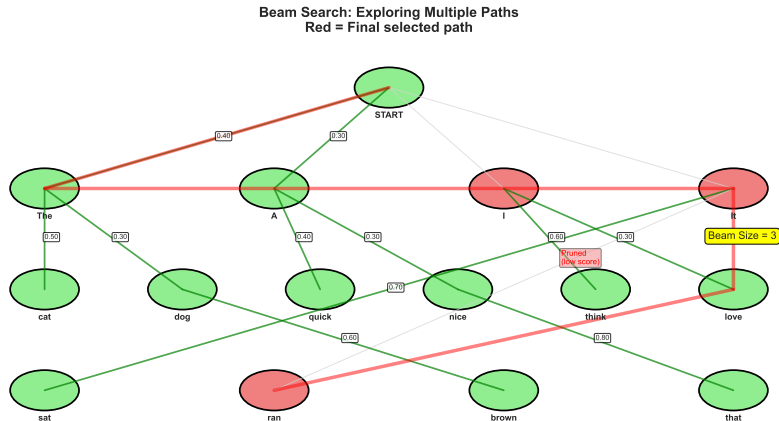 Beam Search: Exploring Multiple Paths
Red = Final selected path
START
0.40
0.30
The
A
I
It
0.50
0.30
0.40
0.30
0.60
0.30
Beam Size = 3
Pruned
(low score)
0.70
cat
dog
quick
nice
think
love
0.60
0.80
sat
ran
brown
that